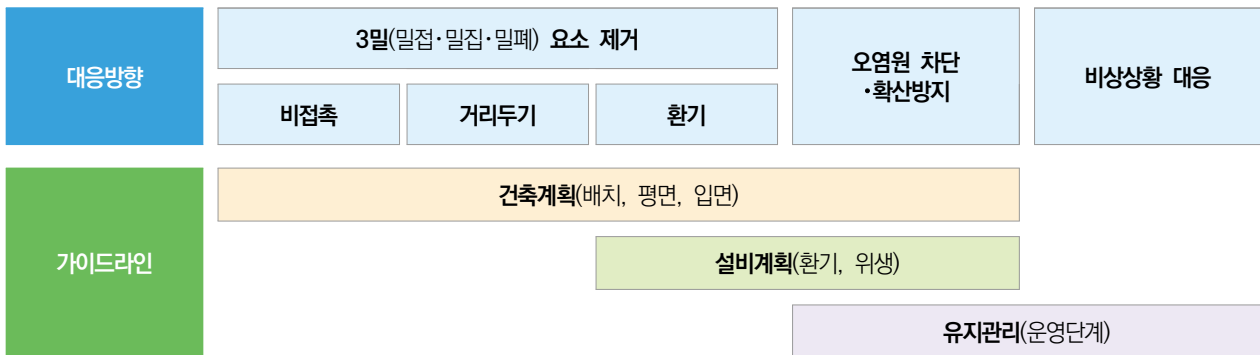 대응방향
3밀(밀접·밀집·밀폐) 요소 제거
비접촉
거리두기
환기
오염원 차단
·확산방지
비상상황 대응
가이드라인
건축계획(배치, 평면, 입면)
설비계획(환기, 위생)
유지관리(운영단계)